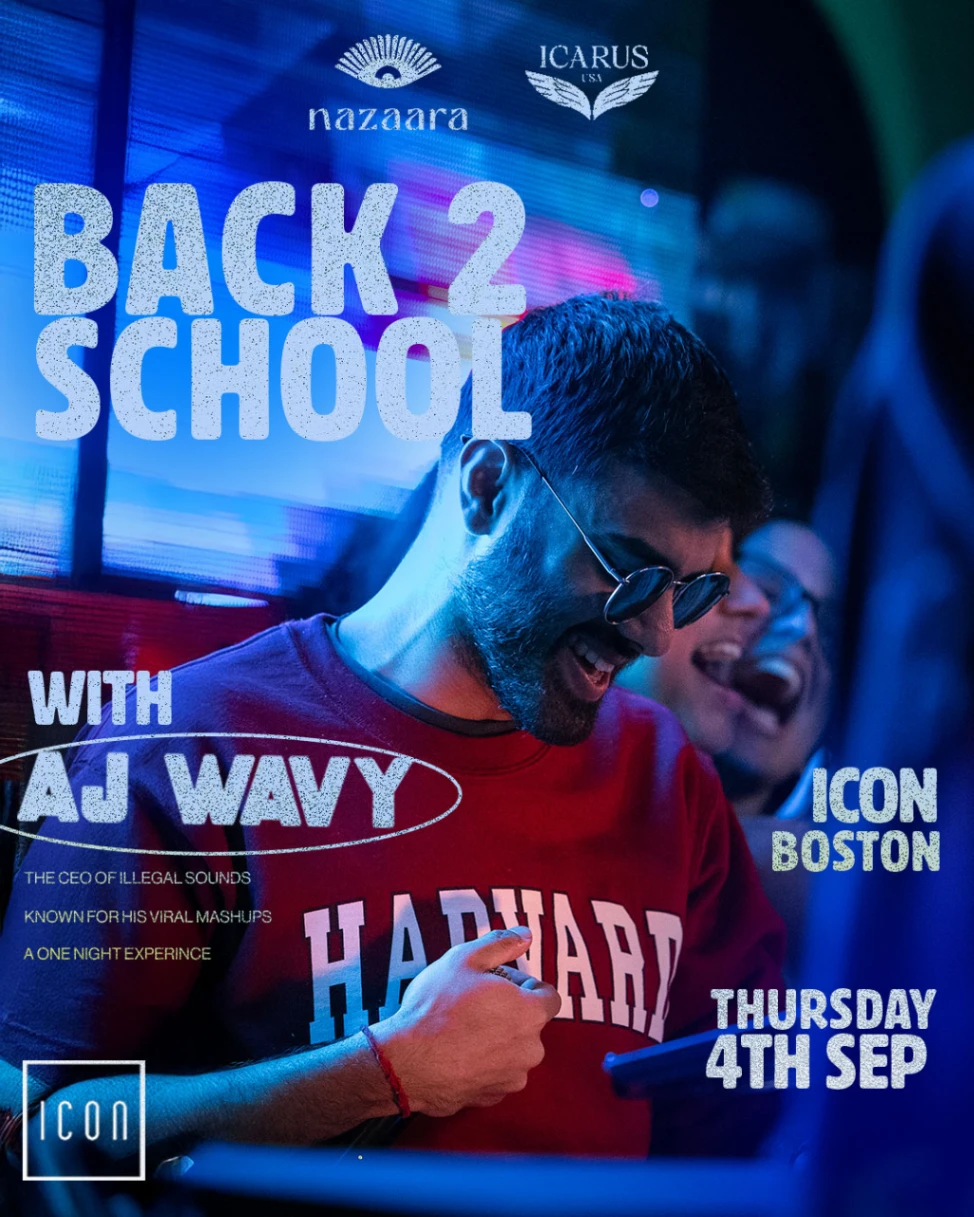 nazaara
ICARUS
USA
BACK 2
SCHOOL
WITH
AJ WAVY
THE CEO OF ILLEGAL SOUNDS
KNOWN FOR HIS VIRAL MASHUPS
A ONE NIGHT EXPERINCE
HARVARD
ICON
BOSTON
THURSDAY
4TH SEP
ICON